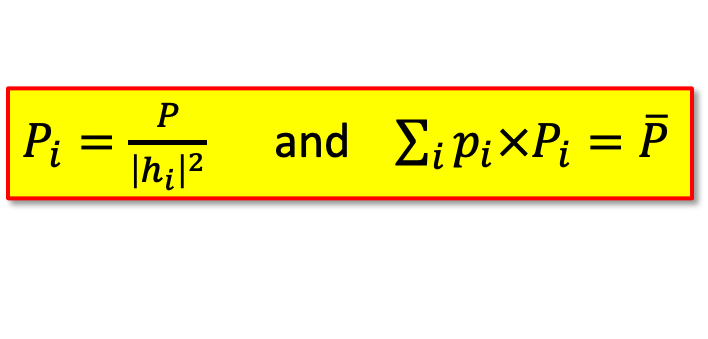 P_i = P / |h_i|² and ∑_i p_i × P_i = P̄